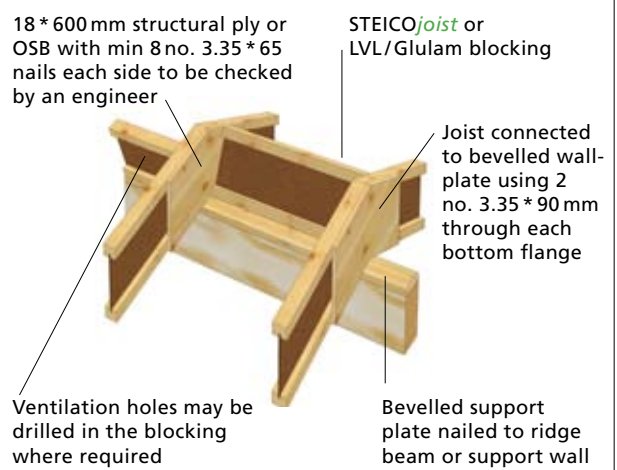 18 * 600 mm structural ply or
OSB with min 8 no. 3.35 * 65
nails each side to be checked
by an engineer
STEICOjoist or
LVL / Glulam blocking
Joist connected
to bevelled wall-
plate using 2
no. 3.35 * 90 mm
through each
bottom flange
Ventilation holes may be
drilled in the blocking
where required
Bevelled support
plate nailed to ridge
beam or support wall